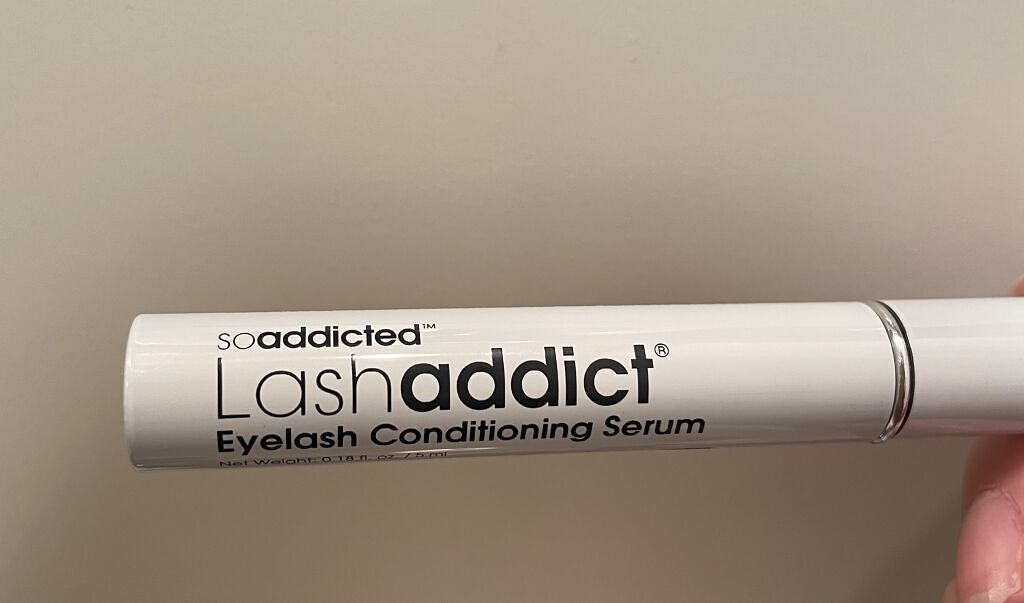 soaddicted™
Lashaddict®
Eyelash Conditioning Serum
Net Weight: 0.18 fl. oz. / 5 ml